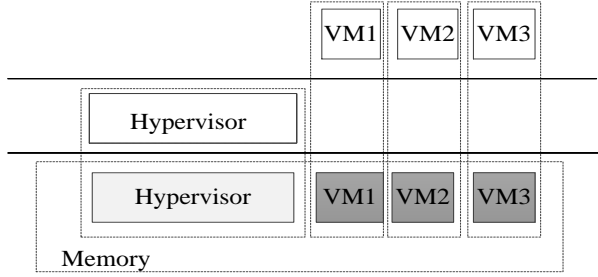 VM1 VM2 VM3
Hypervisor
Hypervisor VM1 VM2 VM3
Memory